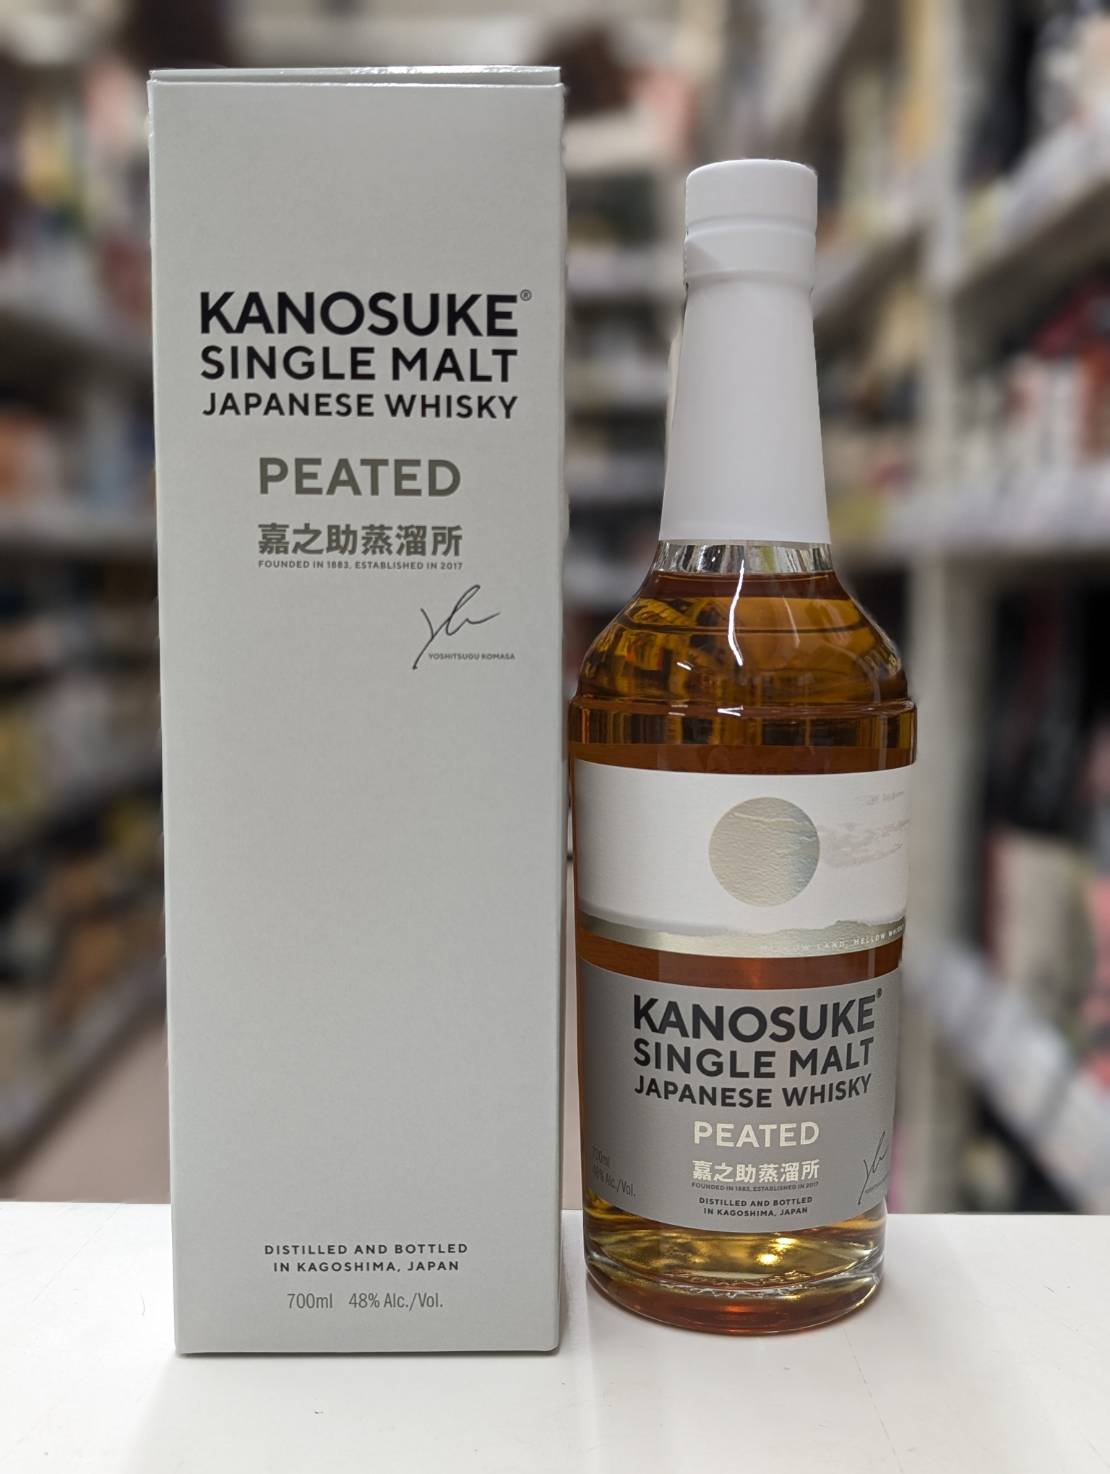 KANOSUKE®
SINGLE MALT
JAPANESE WHISKY
PEATED
嘉之助蒸溜所
FOUNDED IN 1883, ESTABLISHED IN 2017
YOSHITSUGU KOMASA
DISTILLED AND BOTTLED
IN KAGOSHIMA, JAPAN
700ml 48% Alc./Vol.
MELLOW LAND, MELLOW
KANOSUKE®
SINGLE MALT
JAPANESE WHISKY
PEATED
嘉之助蒸溜所
FOUNDED IN 1883, ESTABLISHED IN 2017
700ml
48% Alc./Vol.
DISTILLED AND BOTTLED
IN KAGOSHIMA, JAPAN